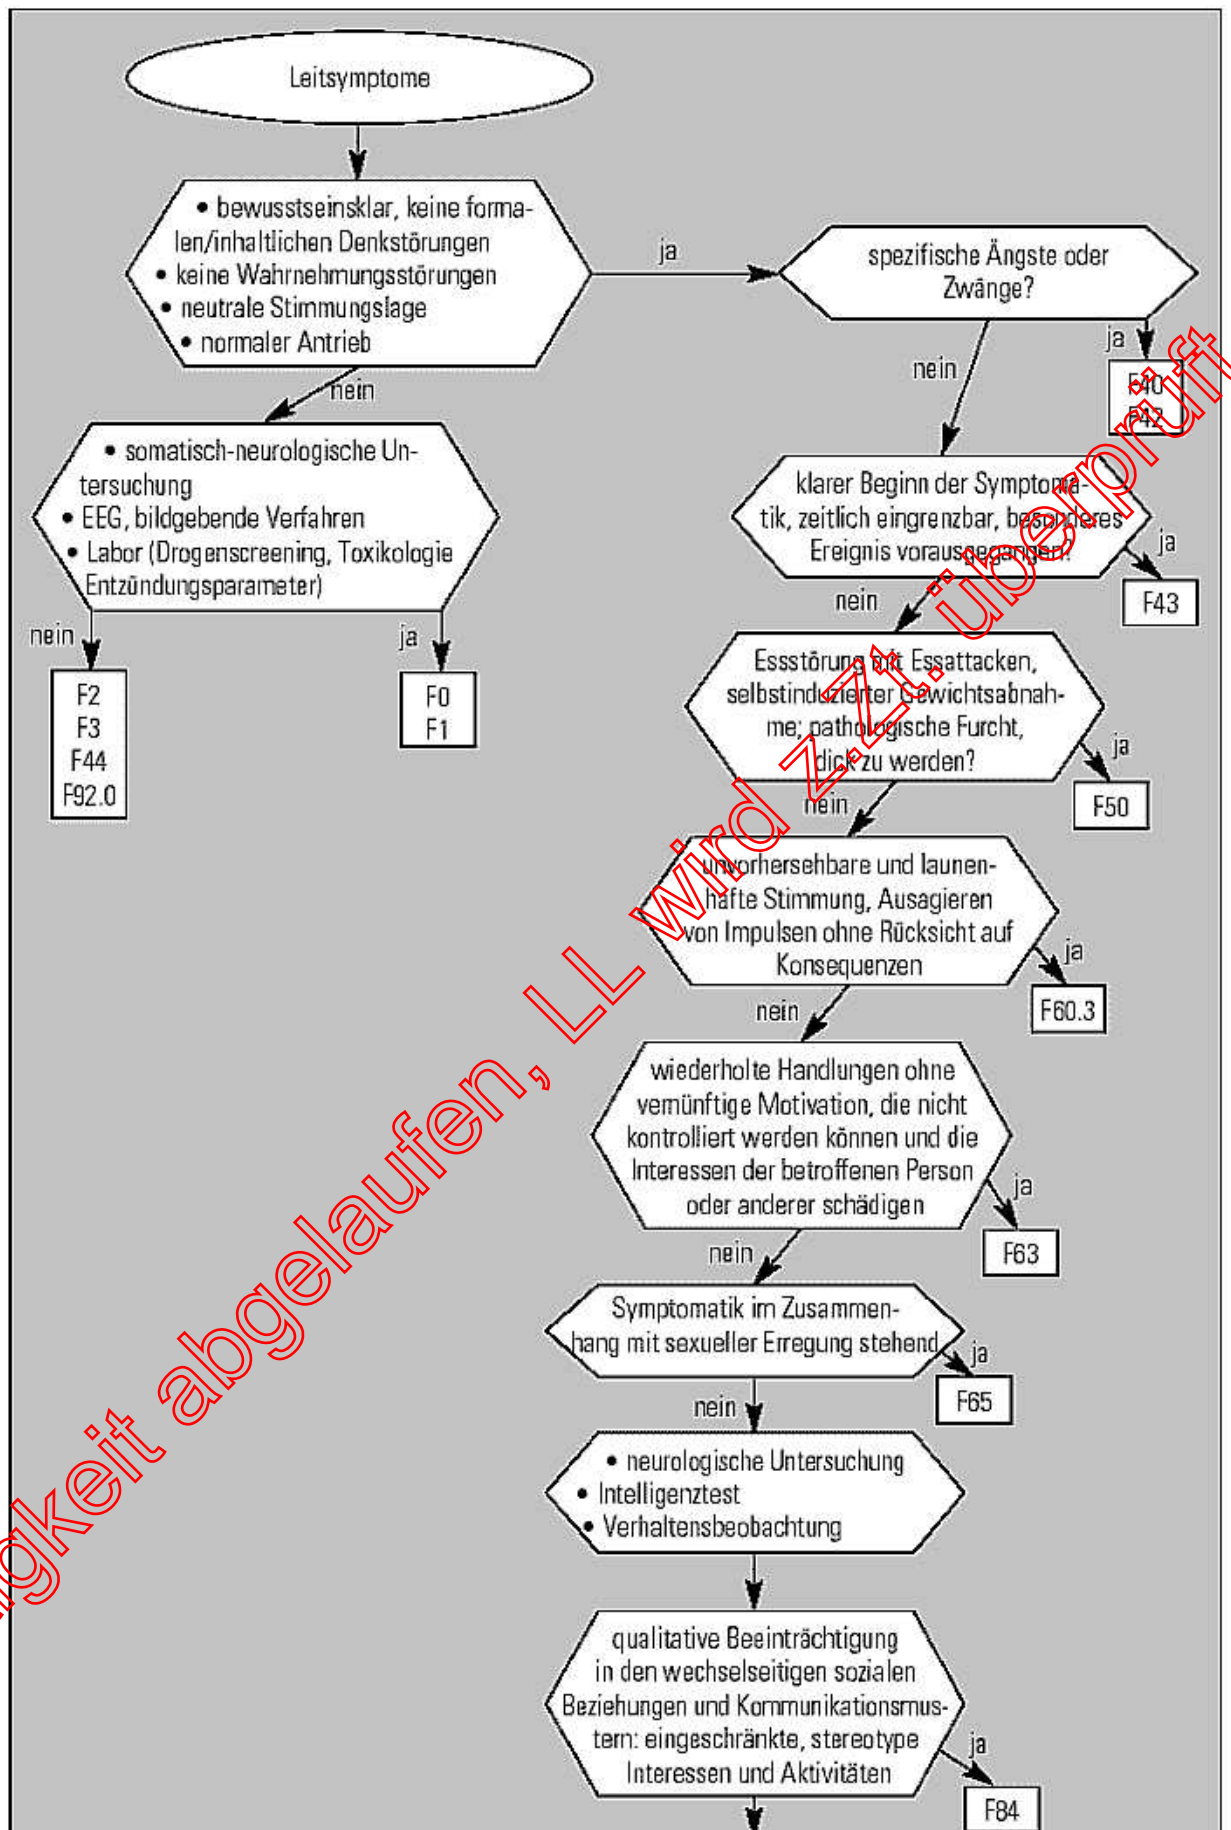 Leitsymptome
• bewusstseinsklar, keine forma-
len/inhaltlichen Denkstörungen
• keine Wahrnehmungsstörungen
• neutrale Stimmungslage
• normaler Antrieb
ja
spezifische Ängste oder
Zwänge?
ja
F40
F42
nein
nein
• somatisch-neurologische Un-
tersuchung
• EEG, bildgebende Verfahren
• Labor (Drogenscreening, Toxikologie
Entzündungsparameter)
nein
F2
F3
F44
F92.0
ja
F0
F1
klarer Beginn der Symptoma-
tik, zeitlich eingrenzbar, besonderes
Ereignis vorausgegangen?
ja
F43
nein
Essstörung mit Essattacken,
selbstinduzierter Gewichtsabnah-
me; pathologische Furcht,
dick zu werden?
ja
F50
nein
unvorhersehbare und launen-
hafte Stimmung, Ausagieren
von Impulsen ohne Rücksicht auf
Konsequenzen
ja
F60.3
nein
wiederholte Handlungen ohne
vernünftige Motivation, die nicht
kontrolliert werden können und die
Interessen der betroffenen Person
oder anderer schädigen
ja
F63
nein
Symptomatik im Zusammen-
hang mit sexueller Erregung stehend
ja
F65
nein
• neurologische Untersuchung
• Intelligenztest
• Verhaltensbeobachtung
qualitative Beeinträchtigung
in den wechselseitigen sozialen
Beziehungen und Kommunikationsmus-
tern: eingeschränkte, stereotype
Interessen und Aktivitäten
ja
F84
igkeit abgelaufen, LL wird z.Zt. überprüft